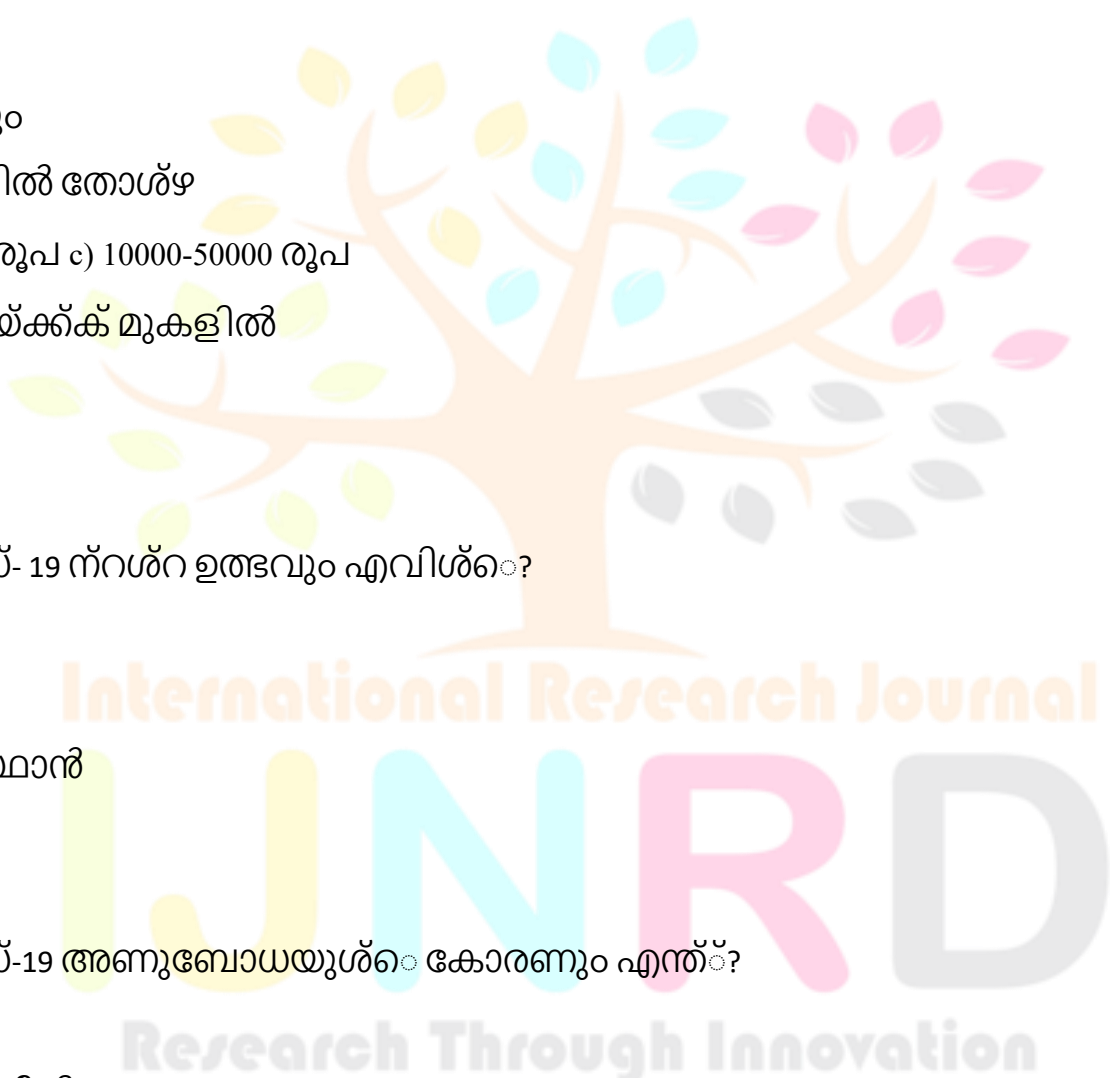 ും
ിൽ തോശ്ഴ
രൂപ c) 10000-50000 രൂപ
യ്ക്ക്ക് മുകളിൽ
- 19 ന്റശ്റ ഉത്ഭവും എവിശ്െ?
International Research Journal
ഥാൻ
IJNRD
-19 അണുബോധയുശ്െ കോരണും എന്ത്്?
Research Through Innovation